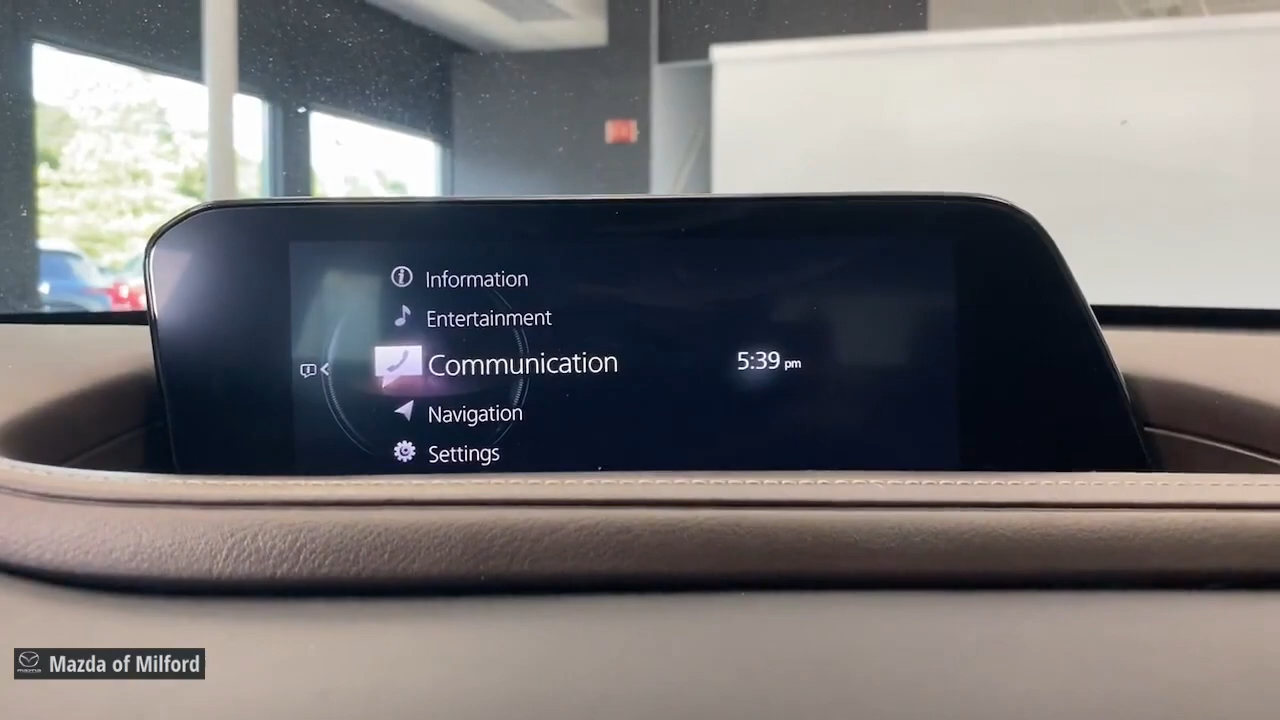 Information
Entertainment
Communication
5:39 pm
Navigation
Settings
Mazda of Milford